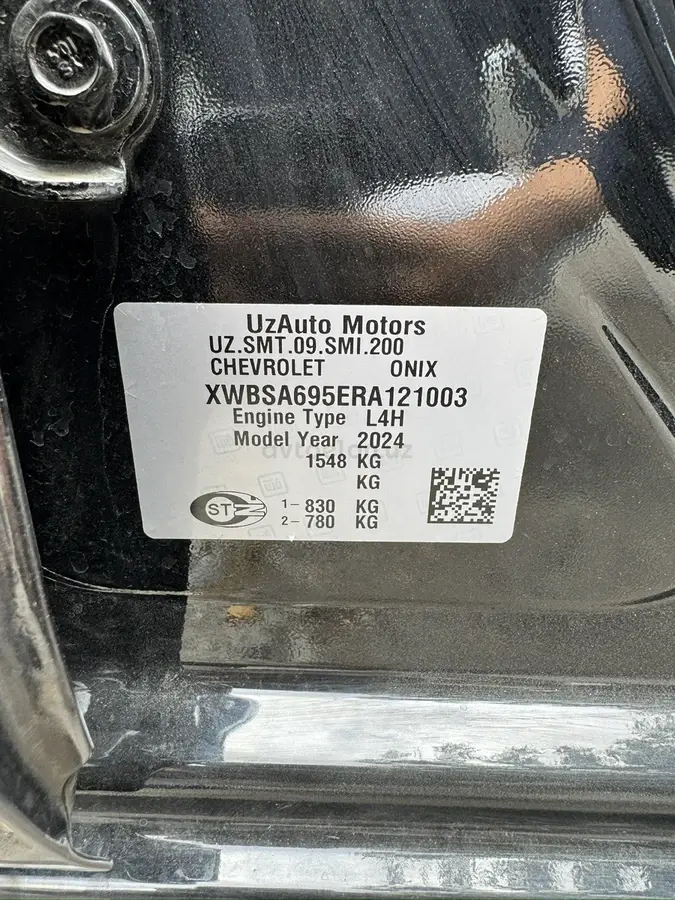 UzAuto Motors
UZ.SMT.09.SMI.200
CHEVROLET ONIX
XWBSA695ERA121003
Engine Type L4H
Model Year 2024
1548 KG
KG
ST 1- 830 KG
2- 780 KG